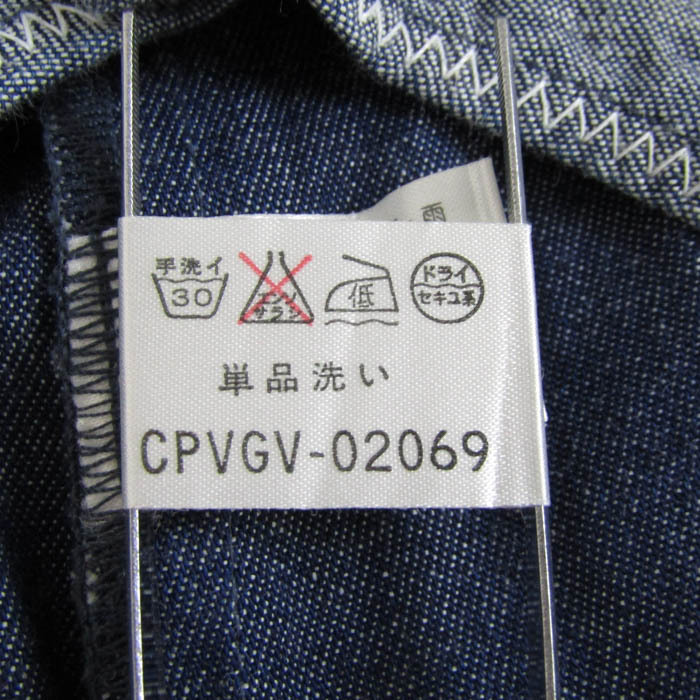 雨
手洗イ
30
エンソ
サラシ
低
ドライ
セキユ系
単品洗い
CPVGV-02069